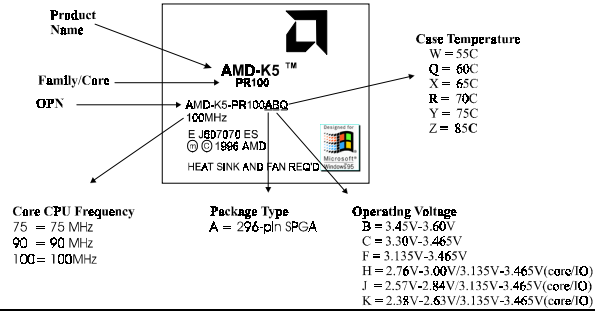 Product
Name
AMD-K5 ™
PR100
Family/Core
OPN
AMD-K5-PR100ABQ
100MHz
E J607070 ES
ⓜ © 1996 AMD
HEAT SINK AND FAN REQ'D
Designed for
Microsoft®
Windows95
Case Temperature
W = 55C
Q = 60C
X = 65C
R = 70C
Y = 75C
Z = 85C
Core CPU Frequency
75 = 75 MHz
90 = 90 MHz
100= 100MHz
Package Type
A = 296-pin SPGA
Operating Voltage
B = 3.45V-3.60V
C = 3.30V-3.465V
F = 3.135V-3.465V
H = 2.76V-3.00V/3.135V-3.465V(core/IO)
J = 2.57V-2.84V/3.135V-3.465V(core/IO)
K = 2.38V-2.63V/3.135V-3.465V(core/IO)